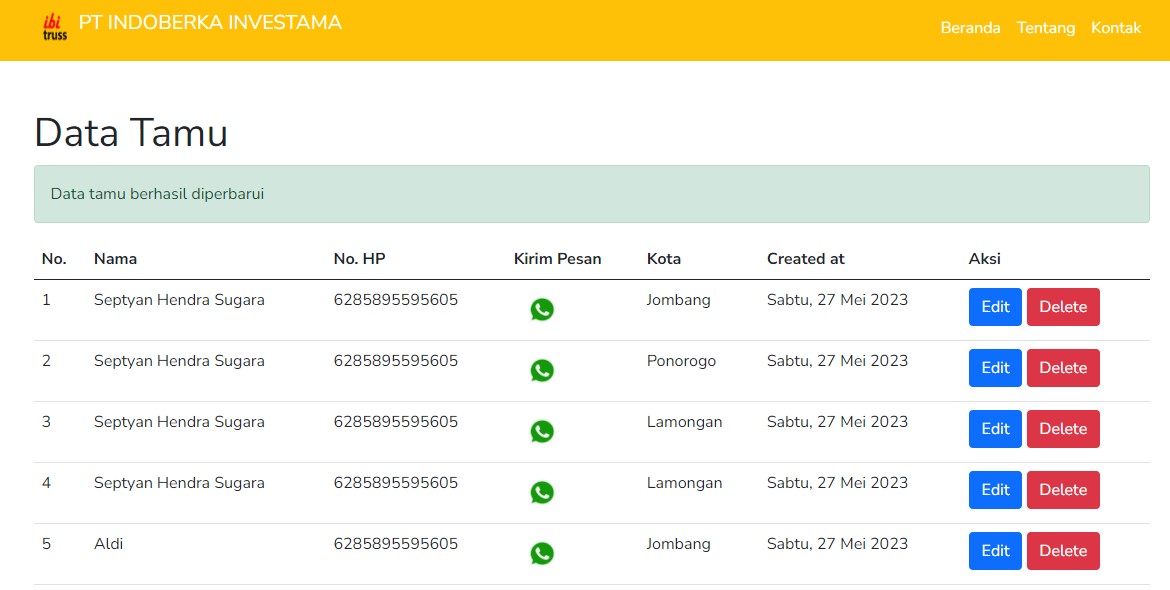 ibi truss PT INDOBERKA INVESTAMA Beranda Tentang Kontak
Data Tamu
Data tamu berhasil diperbarui
No. Nama No. HP Kirim Pesan Kota Created at Aksi
1 Septyan Hendra Sugara 6285895595605 Jombang Sabtu, 27 Mei 2023 Edit Delete
2 Septyan Hendra Sugara 6285895595605 Ponorogo Sabtu, 27 Mei 2023 Edit Delete
3 Septyan Hendra Sugara 6285895595605 Lamongan Sabtu, 27 Mei 2023 Edit Delete
4 Septyan Hendra Sugara 6285895595605 Lamongan Sabtu, 27 Mei 2023 Edit Delete
5 Aldi 6285895595605 Jombang Sabtu, 27 Mei 2023 Edit Delete